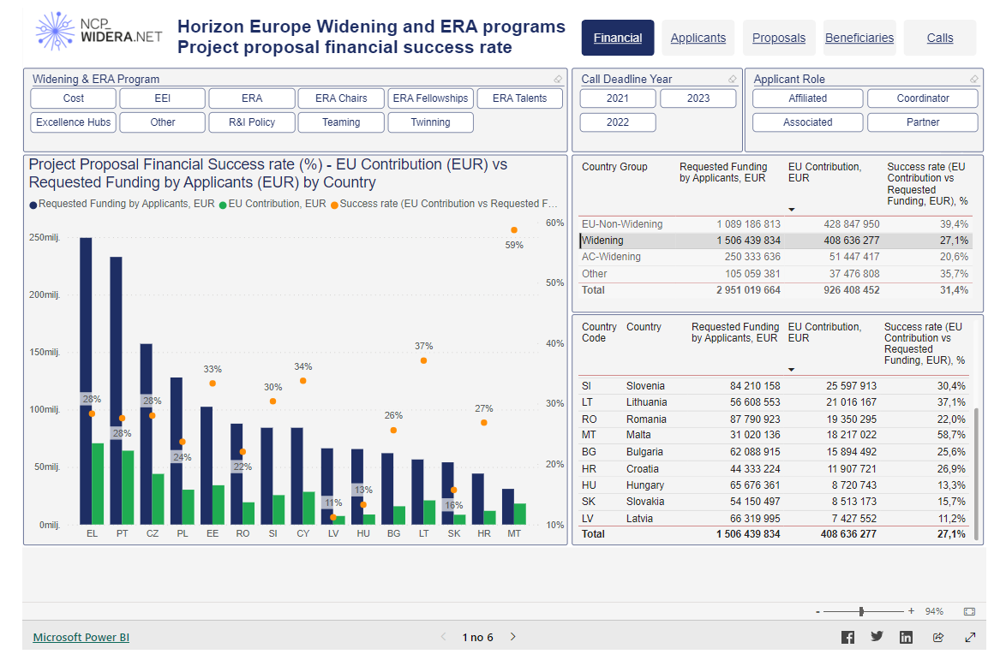 NCP_
WIDERA.NET
Horizon Europe Widening and ERA programs
Project proposal financial success rate
Financial
Applicants
Proposals
Beneficiaries
Calls
Widening & ERA Program
Cost
EEI
ERA
ERA Chairs
ERA Fellowships
ERA Talents
Excellence Hubs
Other
R&I Policy
Teaming
Twinning
Call Deadline Year
2021
2023
2022
Applicant Role
Affiliated
Coordinator
Associated
Partner
Project Proposal Financial Success rate (%) - EU Contribution (EUR) vs
Requested Funding by Applicants (EUR) by Country
Requested Funding by Applicants, EUR EU Contribution, EUR Success rate (EU Contribution vs Requested F...
250milj.
200milj.
150milj.
100milj.
50milj.
0milj.
60%
50%
40%
30%
20%
10%
28%
28%
28%
24%
33%
22%
30%
34%
11%
13%
26%
37%
16%
27%
59%
EL PT CZ PL EE RO SI CY LV HU BG LT SK HR MT
Country Group
Requested Funding
by Applicants, EUR
EU Contribution,
EUR
Success rate (EU
Contribution vs
Requested
Funding, EUR), %
EU-Non-Widening 1 089 186 813 428 847 950 39,4%
Widening 1 506 439 834 408 636 277 27,1%
AC-Widening 250 333 636 51 447 417 20,6%
Other 105 059 381 37 476 808 35,7%
Total 2 951 019 664 926 408 452 31,4%
Country
Code
Country
Requested Funding
by Applicants, EUR
EU Contribution,
EUR
Success rate (EU
Contribution vs
Requested
Funding, EUR), %
SI Slovenia 84 210 158 25 597 913 30,4%
LT Lithuania 56 608 553 21 016 167 37,1%
RO Romania 87 790 923 19 350 295 22,0%
MT Malta 31 020 136 18 217 022 58,7%
BG Bulgaria 62 088 915 15 894 492 25,6%
HR Croatia 44 333 224 11 907 721 26,9%
HU Hungary 65 676 361 8 720 743 13,3%
SK Slovakia 54 150 497 8 513 173 15,7%
LV Latvia 66 319 995 7 427 552 11,2%
Total 1 506 439 834 408 636 277 27,1%
- + 94%
Microsoft Power BI
1 no 6